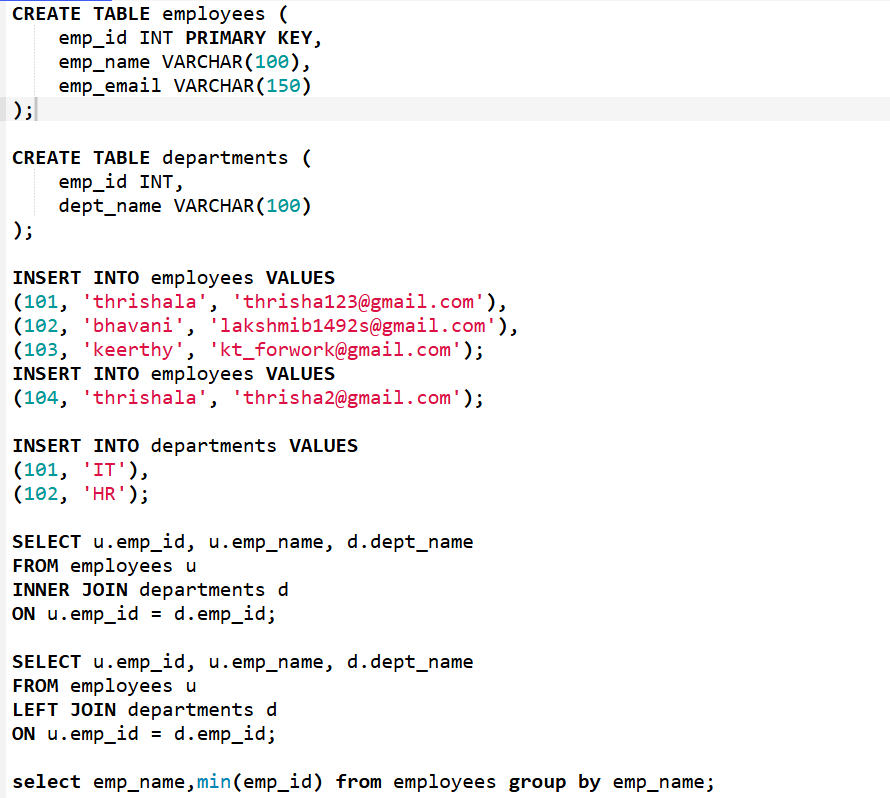 CREATE TABLE employees (
    emp_id INT PRIMARY KEY,
    emp_name VARCHAR(100),
    emp_email VARCHAR(150)
);

CREATE TABLE departments (
    emp_id INT,
    dept_name VARCHAR(100)
);

INSERT INTO employees VALUES
(101, 'thrishala', 'thrisha123@gmail.com'),
(102, 'bhavani', 'lakshmib1492s@gmail.com'),
(103, 'keerthy', 'kt_forwork@gmail.com');
INSERT INTO employees VALUES
(104, 'thrishala', 'thrisha2@gmail.com');

INSERT INTO departments VALUES
(101, 'IT'),
(102, 'HR');

SELECT u.emp_id, u.emp_name, d.dept_name
FROM employees u
INNER JOIN departments d
ON u.emp_id = d.emp_id;

SELECT u.emp_id, u.emp_name, d.dept_name
FROM employees u
LEFT JOIN departments d
ON u.emp_id = d.emp_id;

select emp_name,min(emp_id) from employees group by emp_name;